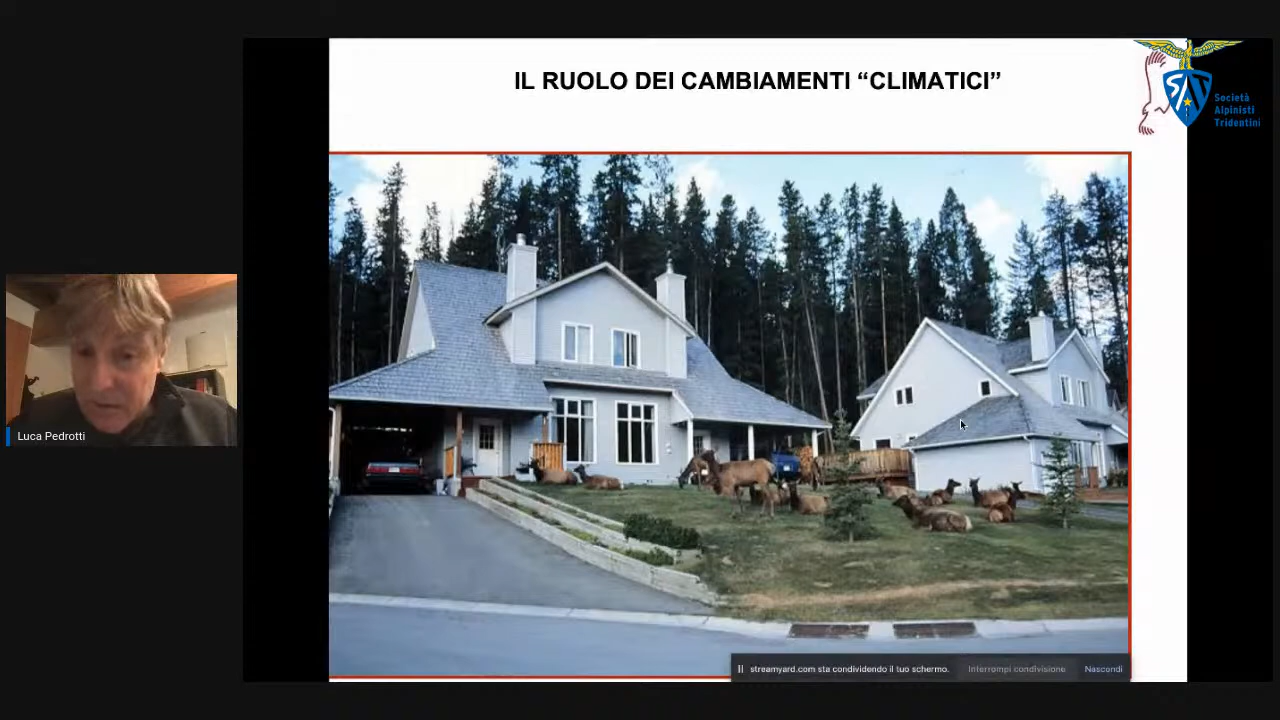 IL RUOLO DEI CAMBIAMENTI “CLIMATICI”
SAT
Società
Alpinisti
Tridentini
Luca Pedrotti
streamyard.com sta condividendo il tuo schermo.
Interrompi condivisione
Nascondi